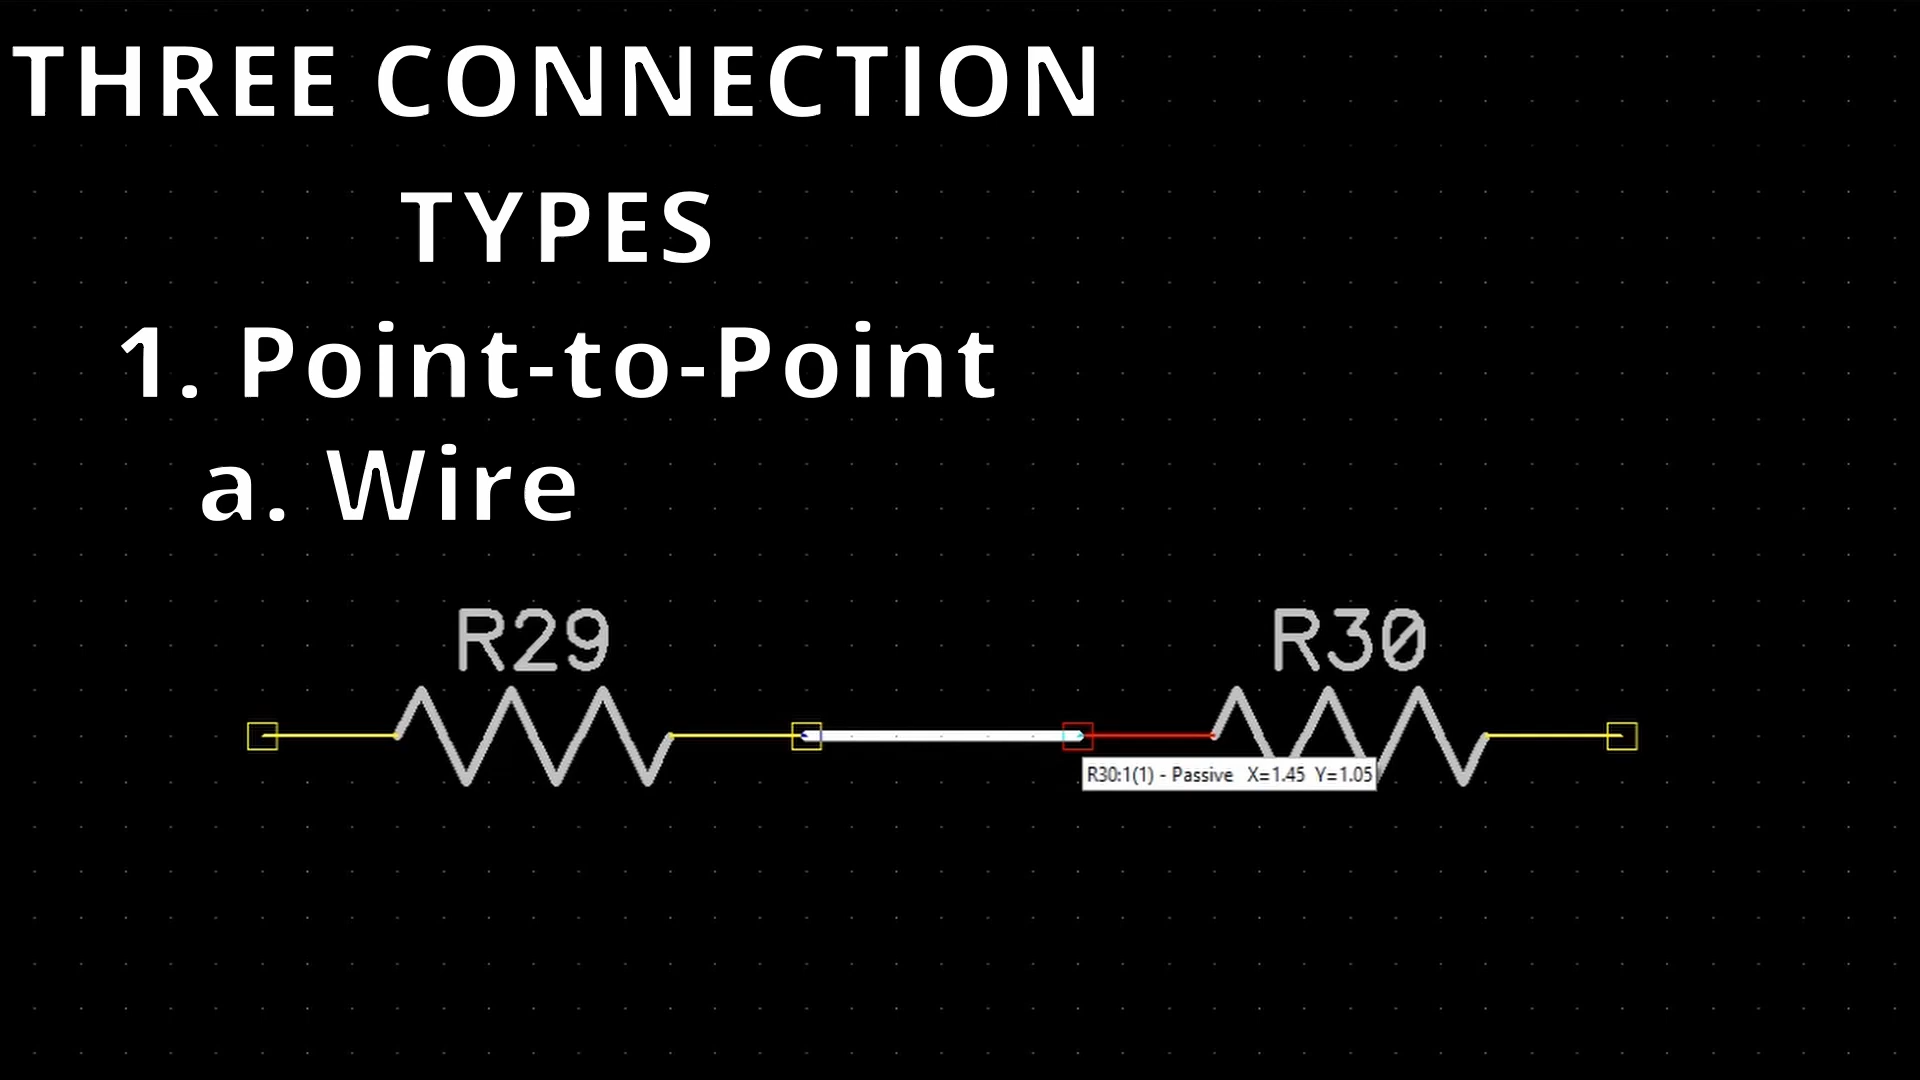 THREE CONNECTION
TYPES
1. Point-to-Point
a. Wire
R29
R30
R30:1(1) - Passive X=1.45 Y=1.05